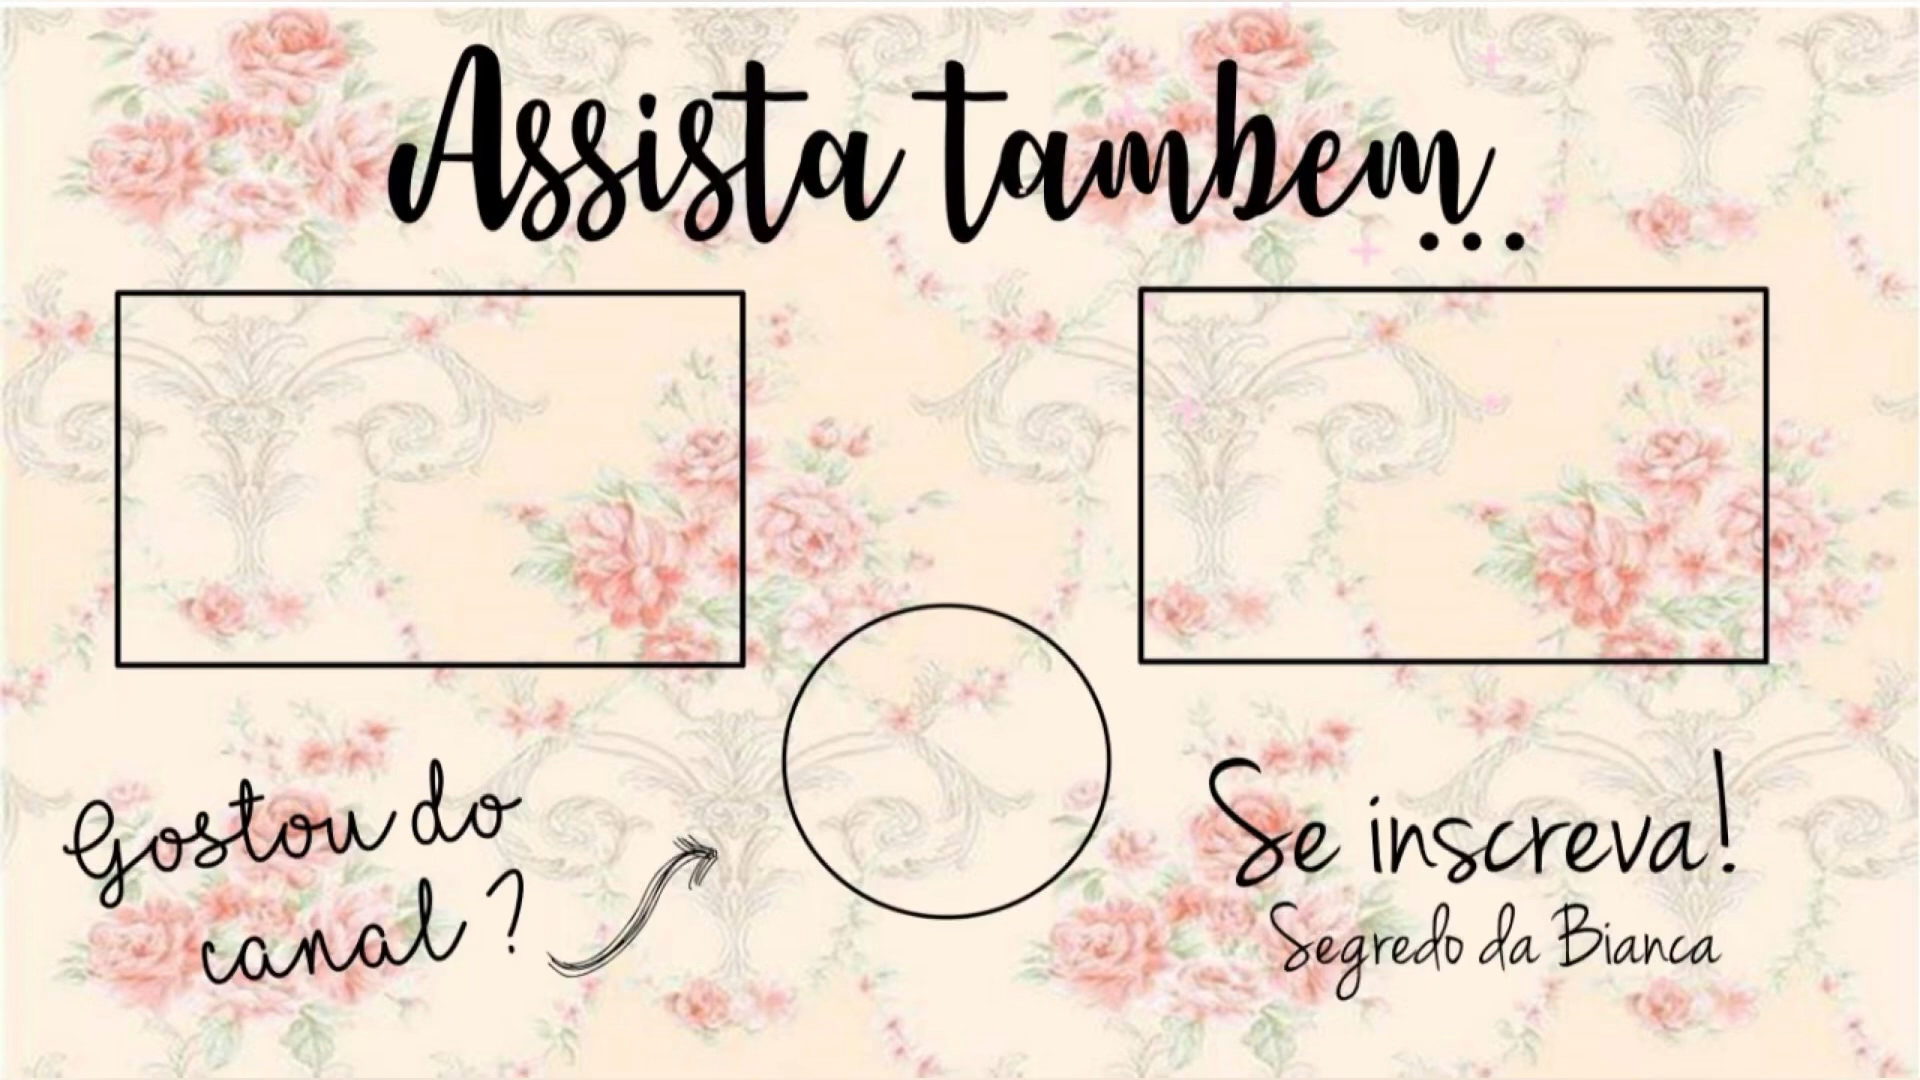 Assista tambem...
Gostou do
canal ?
Se inscreva!
Segredo da Bianca